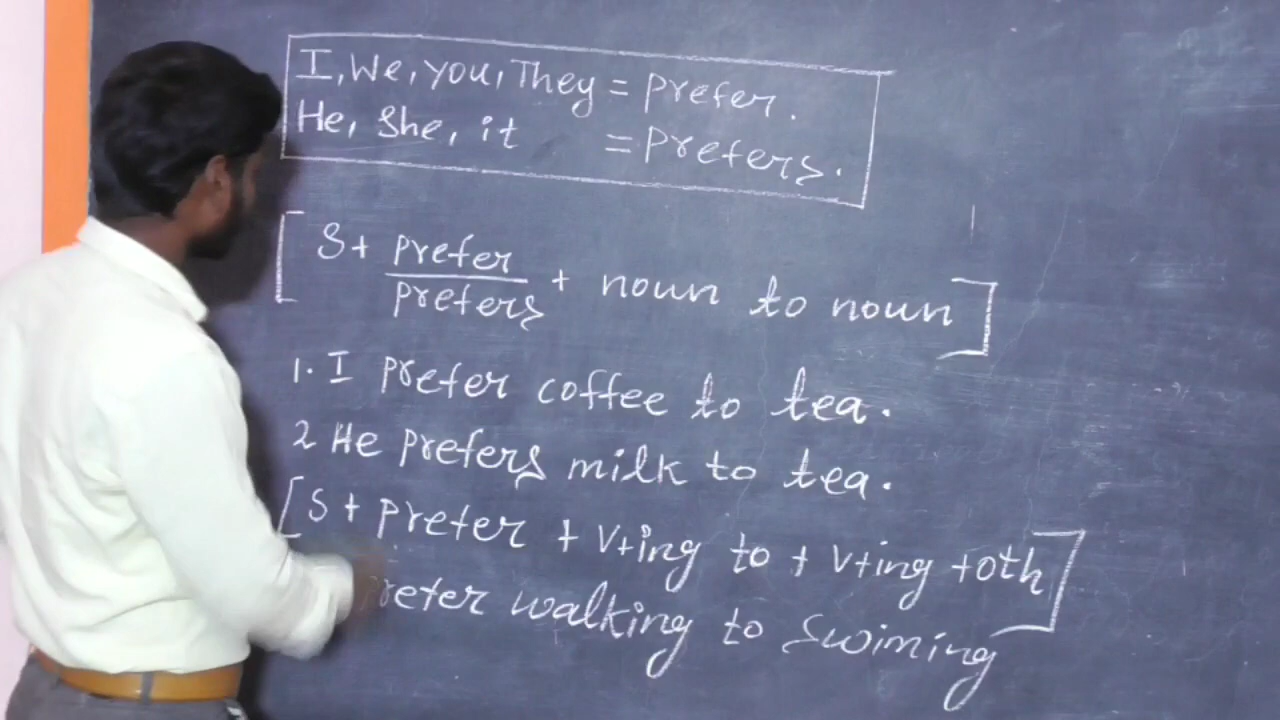 I, We, you, They = prefer.
He, She, it = prefers.
[ S + prefer / prefers + noun to noun ]
1. I prefer coffee to tea.
2 He prefers milk to tea.
[ S + prefer + V+ing to + V+ing + oth ]
prefer walking to Swiming